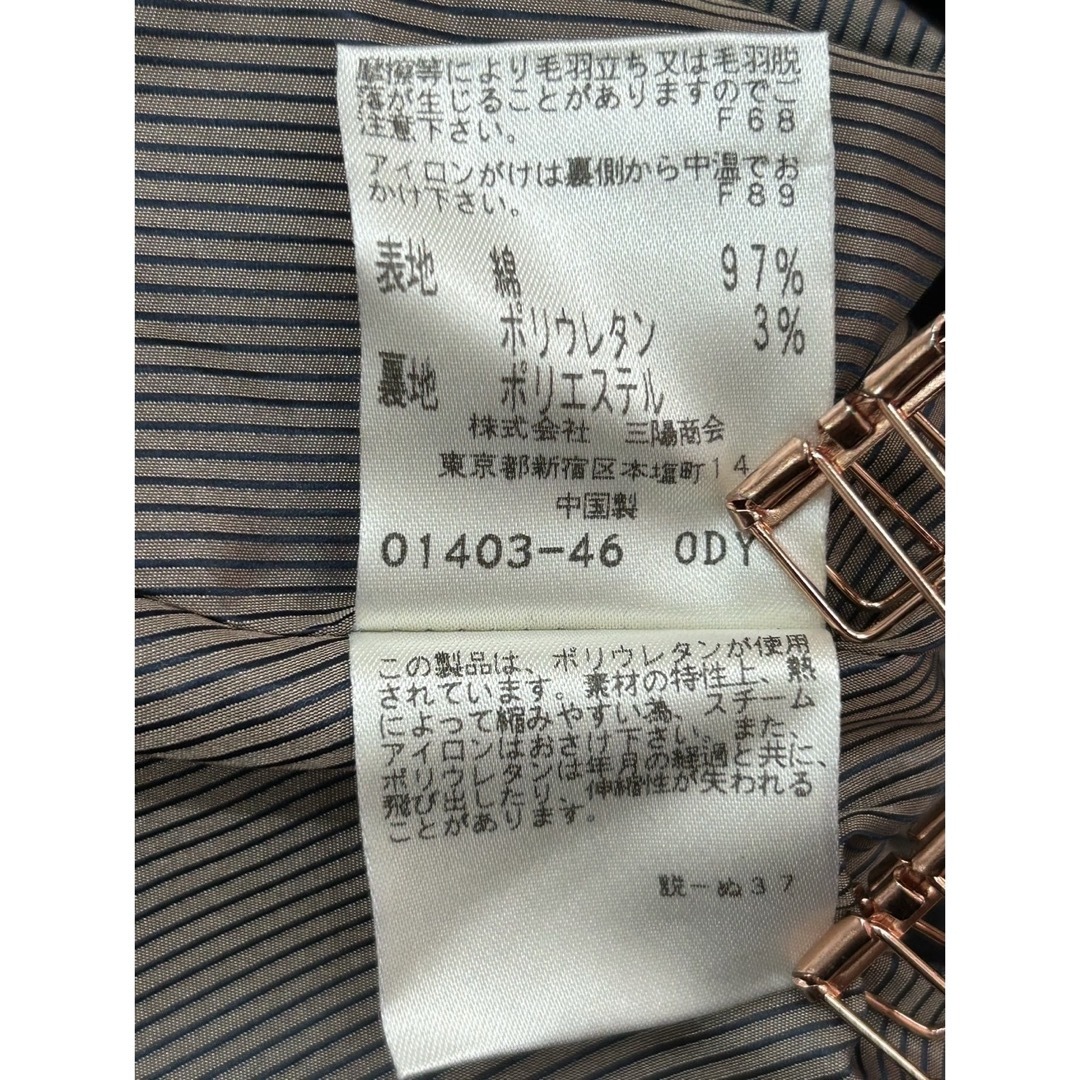 摩擦等により毛羽立ち又は毛羽脱
落が生じることがありますのでご
注意下さい。 F68
アイロンがけは裏側から中温でお
かけ下さい。 F89
表地 綿 97%
ポリウレタン 3%
裏地 ポリエステル
株式会社 三陽商会
東京都新宿区本塩町14
中国製
01403-46 0DY
この製品は、ポリウレタンが使用
されています。素材の特性上、熱
によって縮みやすい為、スチーム
アイロンはおさけ下さい。また、
ポリウレタンは年月の経過と共に、
飛び出したり、伸縮性が失われる
ことがあります。
説-ぬ37